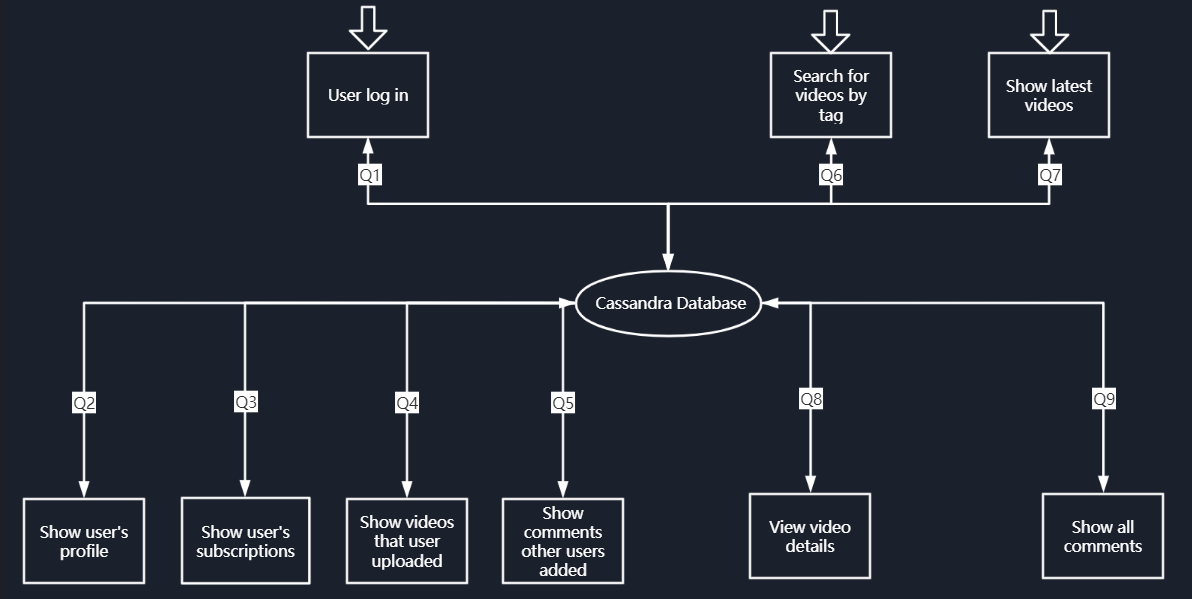 User log in
Search for
videos by
tag
Show latest
videos
Q1
Q6
Q7
Cassandra Database
Q2
Q3
Q4
Q5
Q8
Q9
Show user's
profile
Show user's
subscriptions
Show videos
that user
uploaded
Show
comments
other users
added
View video
details
Show all
comments